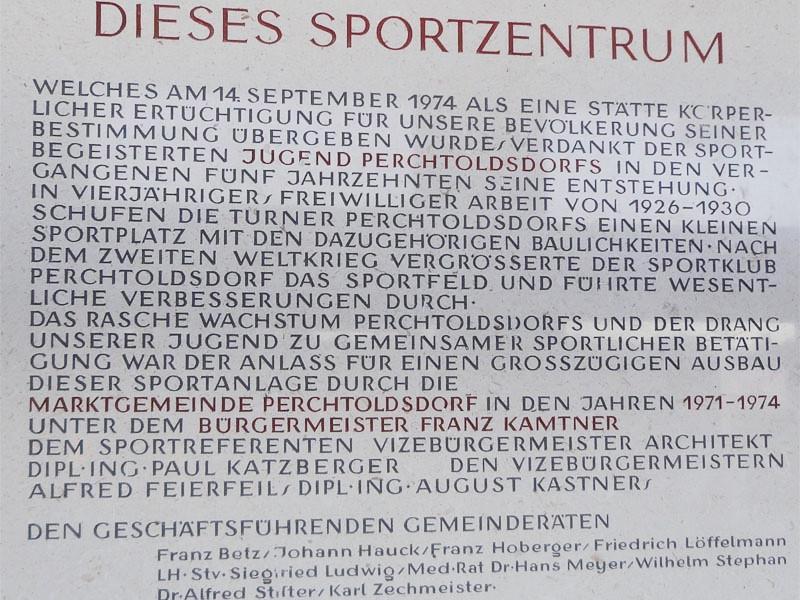 DIESES SPORTZENTRUM
WELCHES AM 14. SEPTEMBER 1974 ALS EINE STÄTTE KÖRPER-
LICHER ERTÜCHTIGUNG FÜR UNSERE BEVÖLKERUNG SEINER
BESTIMMUNG ÜBERGEBEN WURDE, VERDANKT DER SPORT-
BEGEISTERTEN JUGEND PERCHTOLDSDORFS IN DEN VER-
GANGENEN FÜNF JAHRZEHNTEN SEINE ENTSTEHUNG·
IN VIERJÄHRIGER, FREIWILLIGER ARBEIT VON 1926-1930
SCHUFEN DIE TURNER PERCHTOLDSDORFS EINEN KLEINEN
SPORTPLATZ MIT DEN DAZUGEHÖRIGEN BAULICHKEITEN·NACH
DEM ZWEITEN WELTKRIEG VERGRÖSSERTE DER SPORTKLUB
PERCHTOLDSDORF DAS SPORTFELD UND FÜHRTE WESENT-
LICHE VERBESSERUNGEN DURCH·
DAS RASCHE WACHSTUM PERCHTOLDSDORFS UND DER DRANG
UNSERER JUGEND ZU GEMEINSAMER SPORTLICHER BETÄTI-
GUNG WAR DER ANLASS FÜR EINEN GROSSZÜGIGEN AUSBAU
DIESER SPORTANLAGE DURCH DIE
MARKTGEMEINDE PERCHTOLDSDORF IN DEN JAHREN 1971-1974
UNTER DEM BÜRGERMEISTER FRANZ KAMTNER
DEM SPORTREFERENTEN VIZEBÜRGERMEISTER ARCHITEKT
DIPL·ING·PAUL KATZBERGER DEN VIZEBÜRGERMEISTERN
ALFRED FEIERFEIL, DIPL·ING·AUGUST KASTNER,
DEN GESCHÄFTSFÜHRENDEN GEMEINDERÄTEN
Franz Betz, Johann Hauck, Franz Hoberger, Friedrich Löffelmann
LH·Stv·Siegfried Ludwig, Med·Rat Dr·Hans Meyer, Wilhelm Stephan
Dr·Alfred Stifter, Karl Zechmeister·